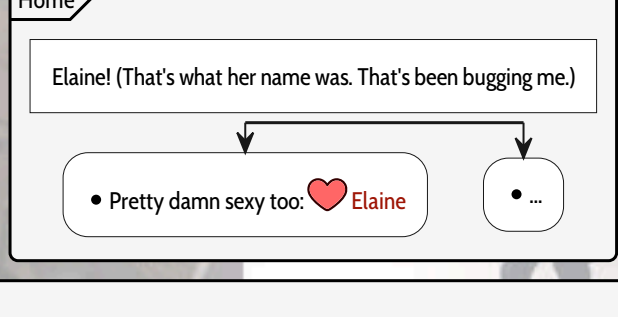 Home
Elaine! (That's what her name was. That's been bugging me.)
• Pretty damn sexy too: ❤ Elaine
• ...